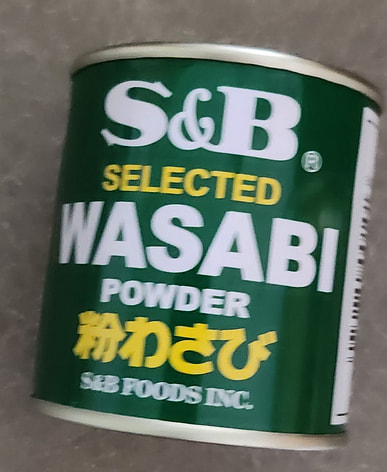 S&B®
SELECTED
WASABI
POWDER
粉わさび
S&B FOODS INC.